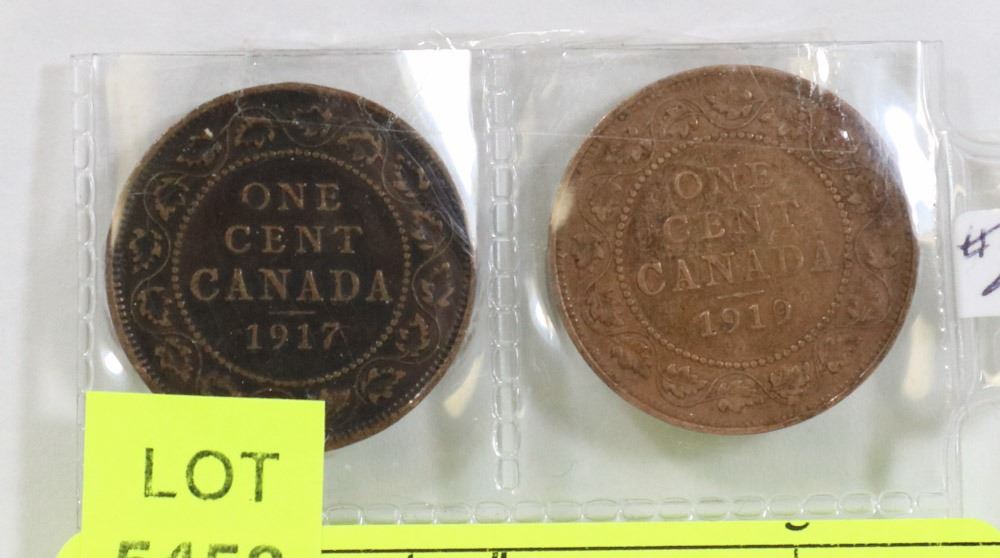 ONE
CENT
CANADA
1917
ONE
CENT
CANADA
1919
#
LOT